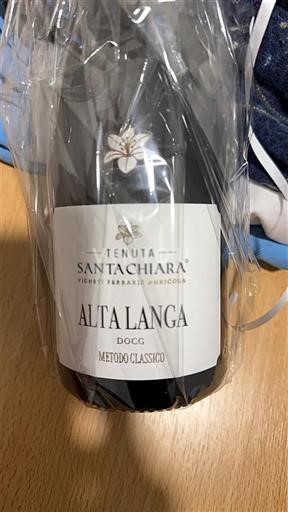 TENUTA
SANTACHIARA®
VIGNETI FERRARIS AGRICOLA
ALTA LANGA
DOCG
METODO CLASSICO